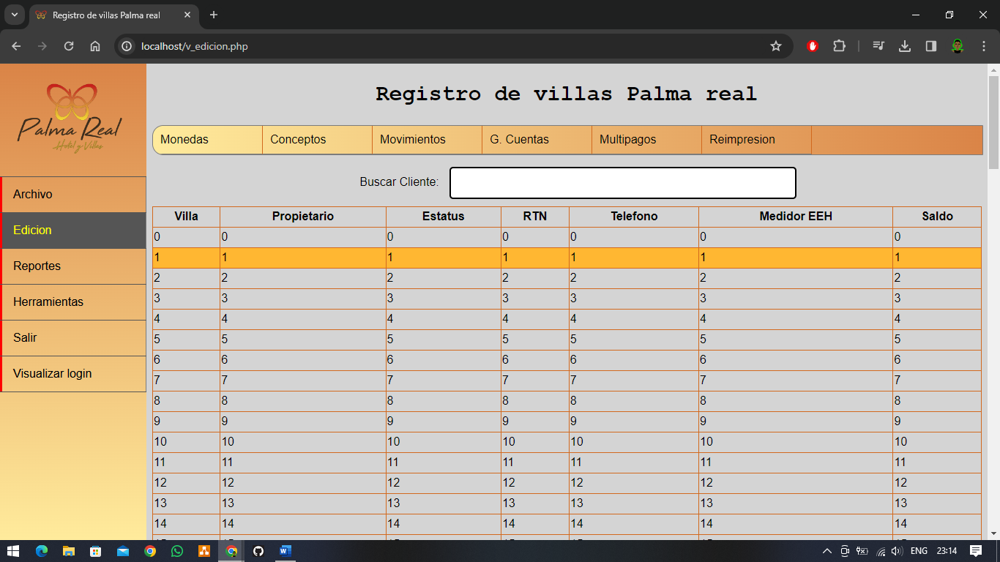 Registro de villas Palma real
localhost/v_edicion.php
Palma Real
Hotel y Villas
Registro de villas Palma real
Monedas Conceptos Movimientos G. Cuentas Multipagos Reimpresion
Buscar Cliente:
Archivo
Edicion
Reportes
Herramientas
Salir
Visualizar login
Villa Propietario Estatus RTN Telefono Medidor EEH Saldo
0 0 0 0 0 0 0
1 1 1 1 1 1 1
2 2 2 2 2 2 2
3 3 3 3 3 3 3
4 4 4 4 4 4 4
5 5 5 5 5 5 5
6 6 6 6 6 6 6
7 7 7 7 7 7 7
8 8 8 8 8 8 8
9 9 9 9 9 9 9
10 10 10 10 10 10 10
11 11 11 11 11 11 11
12 12 12 12 12 12 12
13 13 13 13 13 13 13
14 14 14 14 14 14 14
ENG 23:14